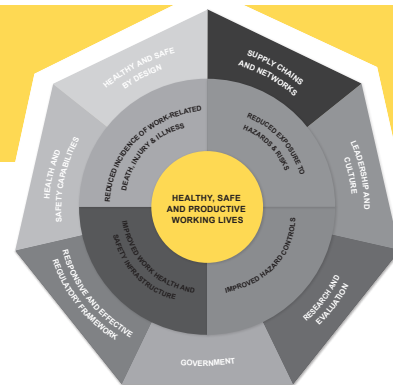 HEALTHY AND SAFE
BY DESIGN
SUPPLY CHAINS
AND NETWORKS
LEADERSHIP AND
CULTURE
RESEARCH AND
EVALUATION
GOVERNMENT
RESPONSIVE AND EFFECTIVE
REGULATORY FRAMEWORK
HEALTH AND
SAFETY CAPABILITIES
REDUCED INCIDENCE OF WORK-RELATED
DEATH, INJURY & ILLNESS
REDUCED EXPOSURE TO
HAZARDS & RISKS
IMPROVED HAZARD CONTROLS
IMPROVED WORK HEALTH AND
SAFETY INFRASTRUCTURE
HEALTHY, SAFE
AND PRODUCTIVE
WORKING LIVES